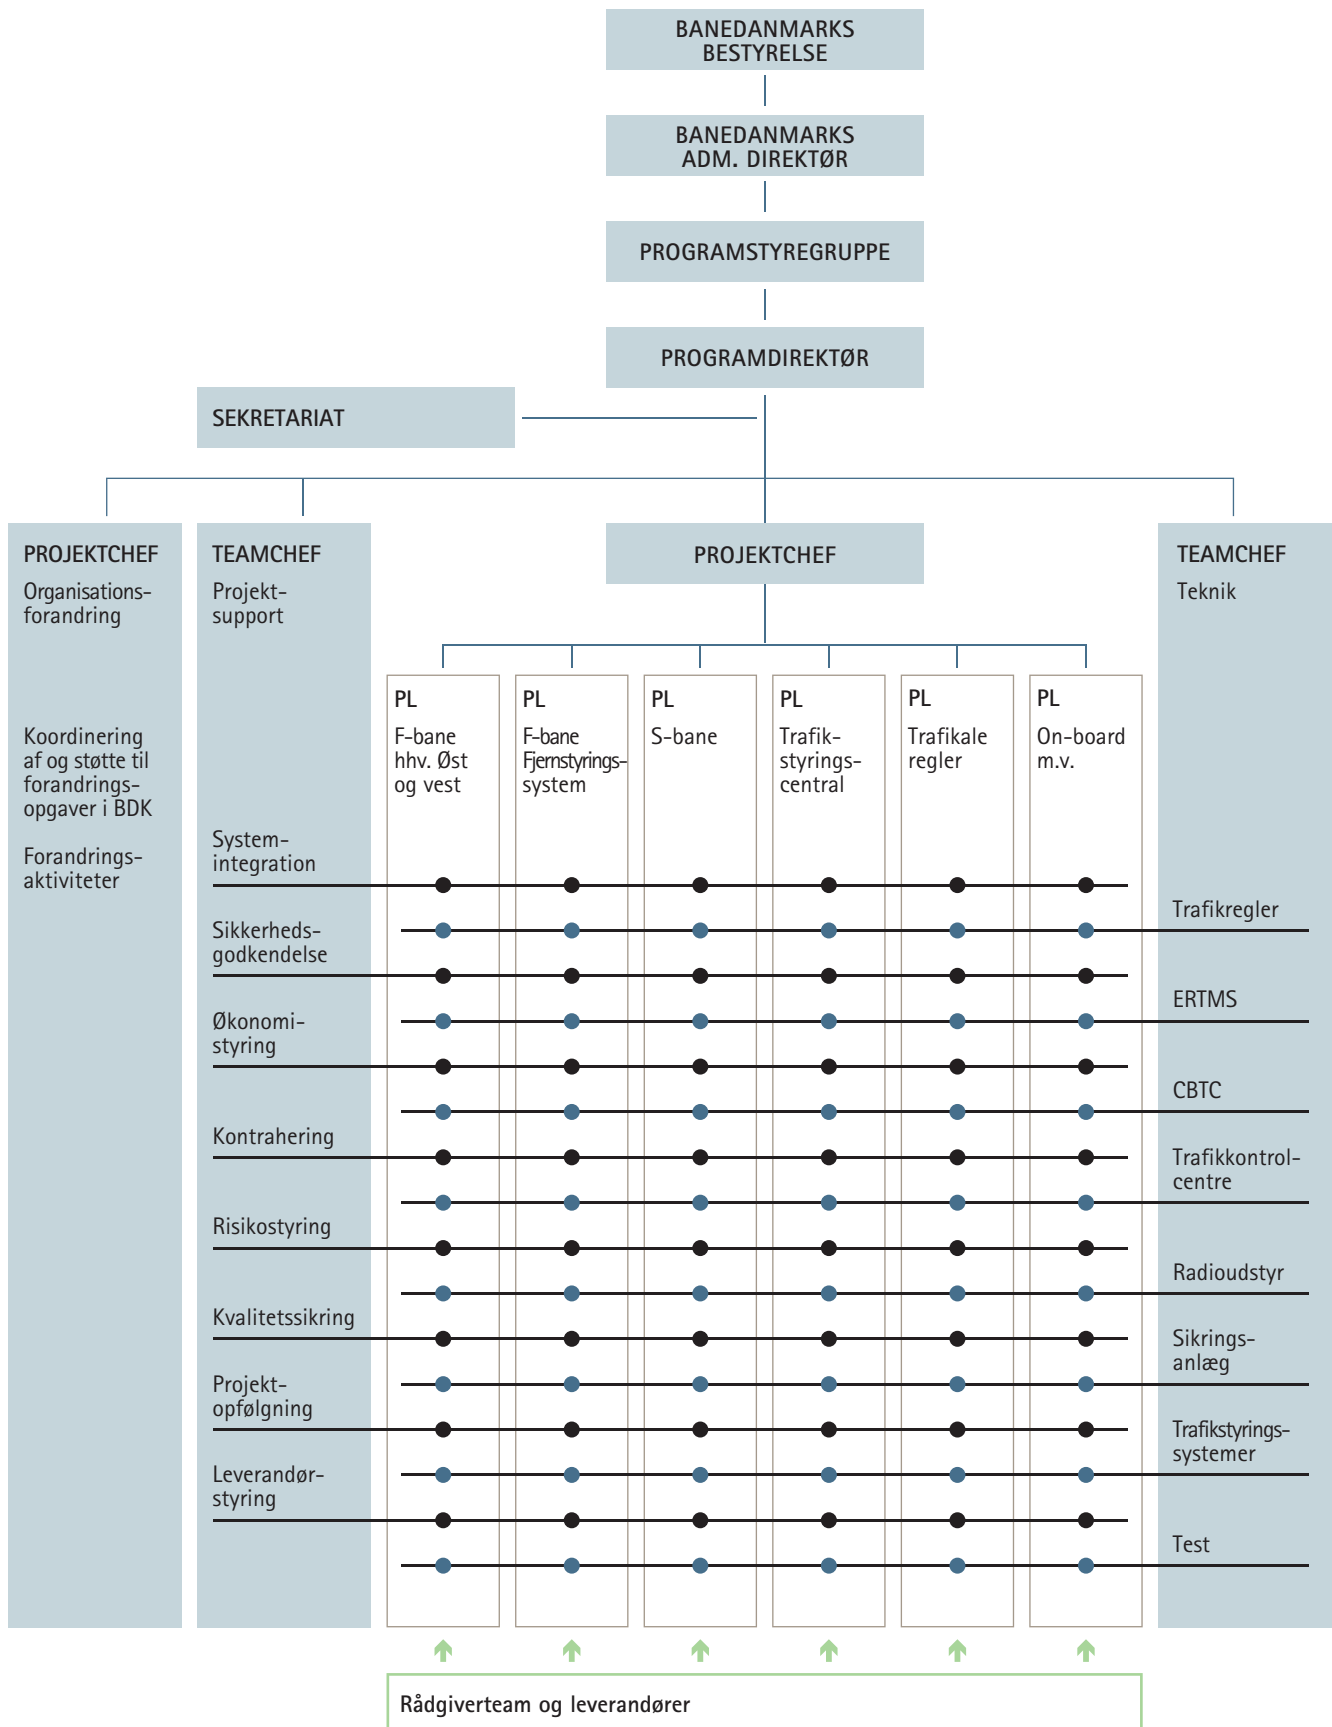 BANEDANMARKS
BESTYRELSE
BANEDANMARKS
ADM. DIREKTØR
PROGRAMSTYREGRUPPE
PROGRAMDIREKTØR
SEKRETARIAT
PROJEKTCHEF
Organisations-
forandring
Koordinering
af og støtte til
forandrings-
opgaver i BDK
Forandrings-
aktiviteter
TEAMCHEF
Projekt-
support
System-
integration
Sikkerheds-
godkendelse
Økonomi-
styring
Kontrahering
Risikostyring
Kvalitetssikring
Projekt-
opfølgning
Leverandør-
styring
PROJEKTCHEF
PL
F-bane
hhv. Øst
og vest
PL
F-bane
Fjernstyrings-
system
PL
S-bane
PL
Trafik-
styrings-
central
PL
Trafikale
regler
PL
On-board
m.v.
TEAMCHEF
Teknik
Trafikregler
ERTMS
CBTC
Trafikkontrol-
centre
Radioudstyr
Sikrings-
anlæg
Trafikstyrings-
systemer
Test
Rådgiverteam og leverandører